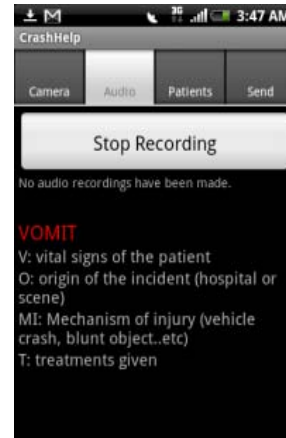 3G 3:47 AM
CrashHelp
Camera Audio Patients Send
Stop Recording
No audio recordings have been made.
VOMIT
V: vital signs of the patient
O: origin of the incident (hospital or
scene)
MI: Mechanism of injury (vehicle
crash, blunt object..etc)
T: treatments given